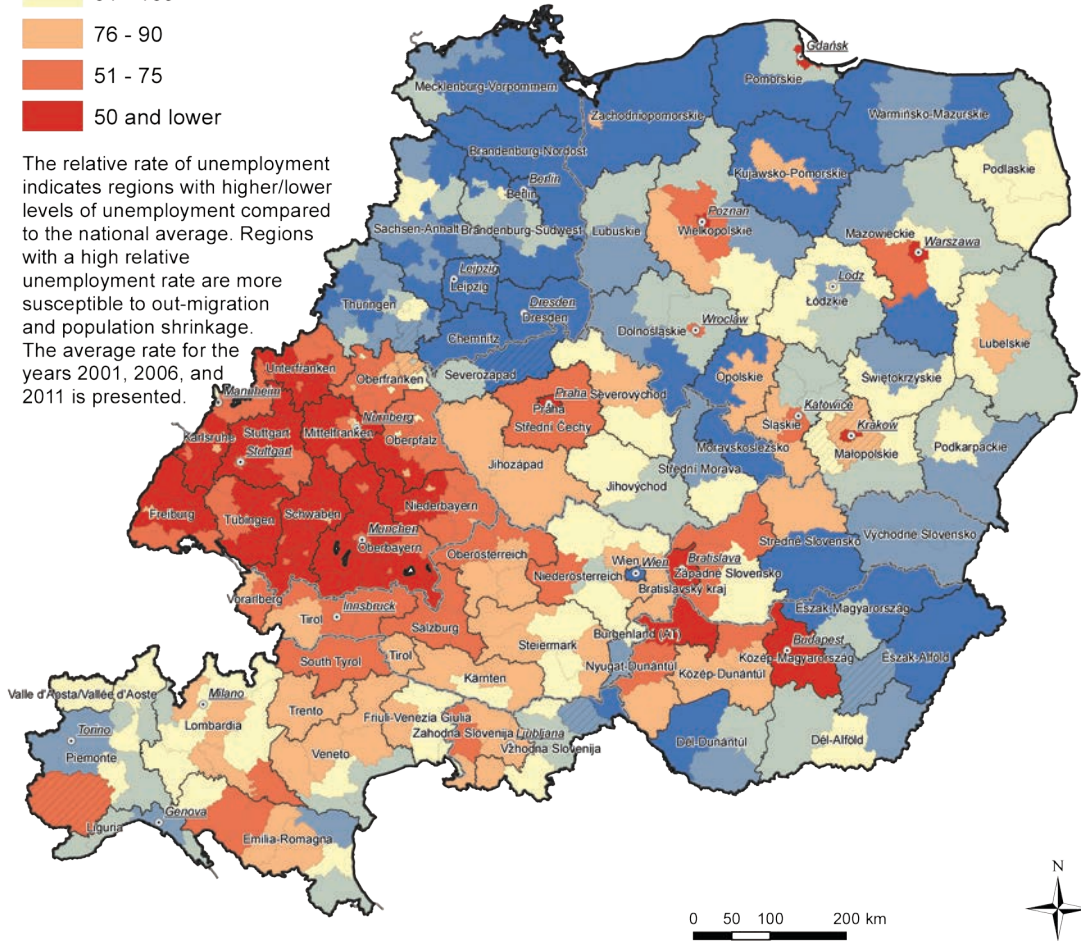 76 - 90
51 - 75
50 and lower
The relative rate of unemployment
indicates regions with higher/lower
levels of unemployment compared
to the national average. Regions
with a high relative
unemployment rate are more
susceptible to out-migration
and population shrinkage.
The average rate for the
years 2001, 2006, and
2011 is presented.
Gdańsk
Pomorskie
Mecklenburg-Vorpommern
Zachodniopomorskie
Warmińsko-Mazurskie
Brandenburg-Nordost
Podlaskie
Kujawsko-Pomorskie
Berlin
Berlin
Poznan
Sachsen-Anhalt
Brandenburg-Südwest
Lubuskie
Wielkopolskie
Mazowieckie
Warszawa
Leipzig
Leipzig
Lodz
Łódzkie
Thüringen
Dresden
Dresden
Wroclaw
Dolnośląskie
Chemnitz
Lubelskie
Unterfranken
Oberfranken
Severozápad
Severovýchod
Opolskie
Świętokrzyskie
Mannheim
Praha
Praha
Střední Čechy
Katowice
Śląskie
Kraków
Małopolskie
Nürnberg
Karlsruhe
Stuttgart
Mittelfranken
Oberpfalz
Stuttgart
Jihozápad
Moravskoslezsko
Podkarpackie
Střední Morava
Jihovýchod
Freiburg
Tübingen
Schwaben
Niederbayern
München
Oberbayern
Oberösterreich
Stredné Slovensko
Východné Slovensko
Wien
Wien
Bratislava
Niederösterreich
Západné Slovensko
Bratislavský kraj
Vorarlberg
Innsbruck
Tirol
Salzburg
Steiermark
Burgenland (AT)
Észak-Magyarország
Budapest
Közép-Magyarország
Észak-Alföld
South Tyrol
Tirol
Kärnten
Nyugat-Dunántúl
Közép-Dunántúl
Valle d'Aosta/Vallée d'Aoste
Milano
Lombardia
Trento
Friuli-Venezia Giulia
Zahodna Slovenija
Ljubljana
Vzhodna Slovenija
Torino
Piemonte
Veneto
Dél-Dunántúl
Dél-Alföld
Genova
Liguria
Emilia-Romagna
N
0 50 100 200 km